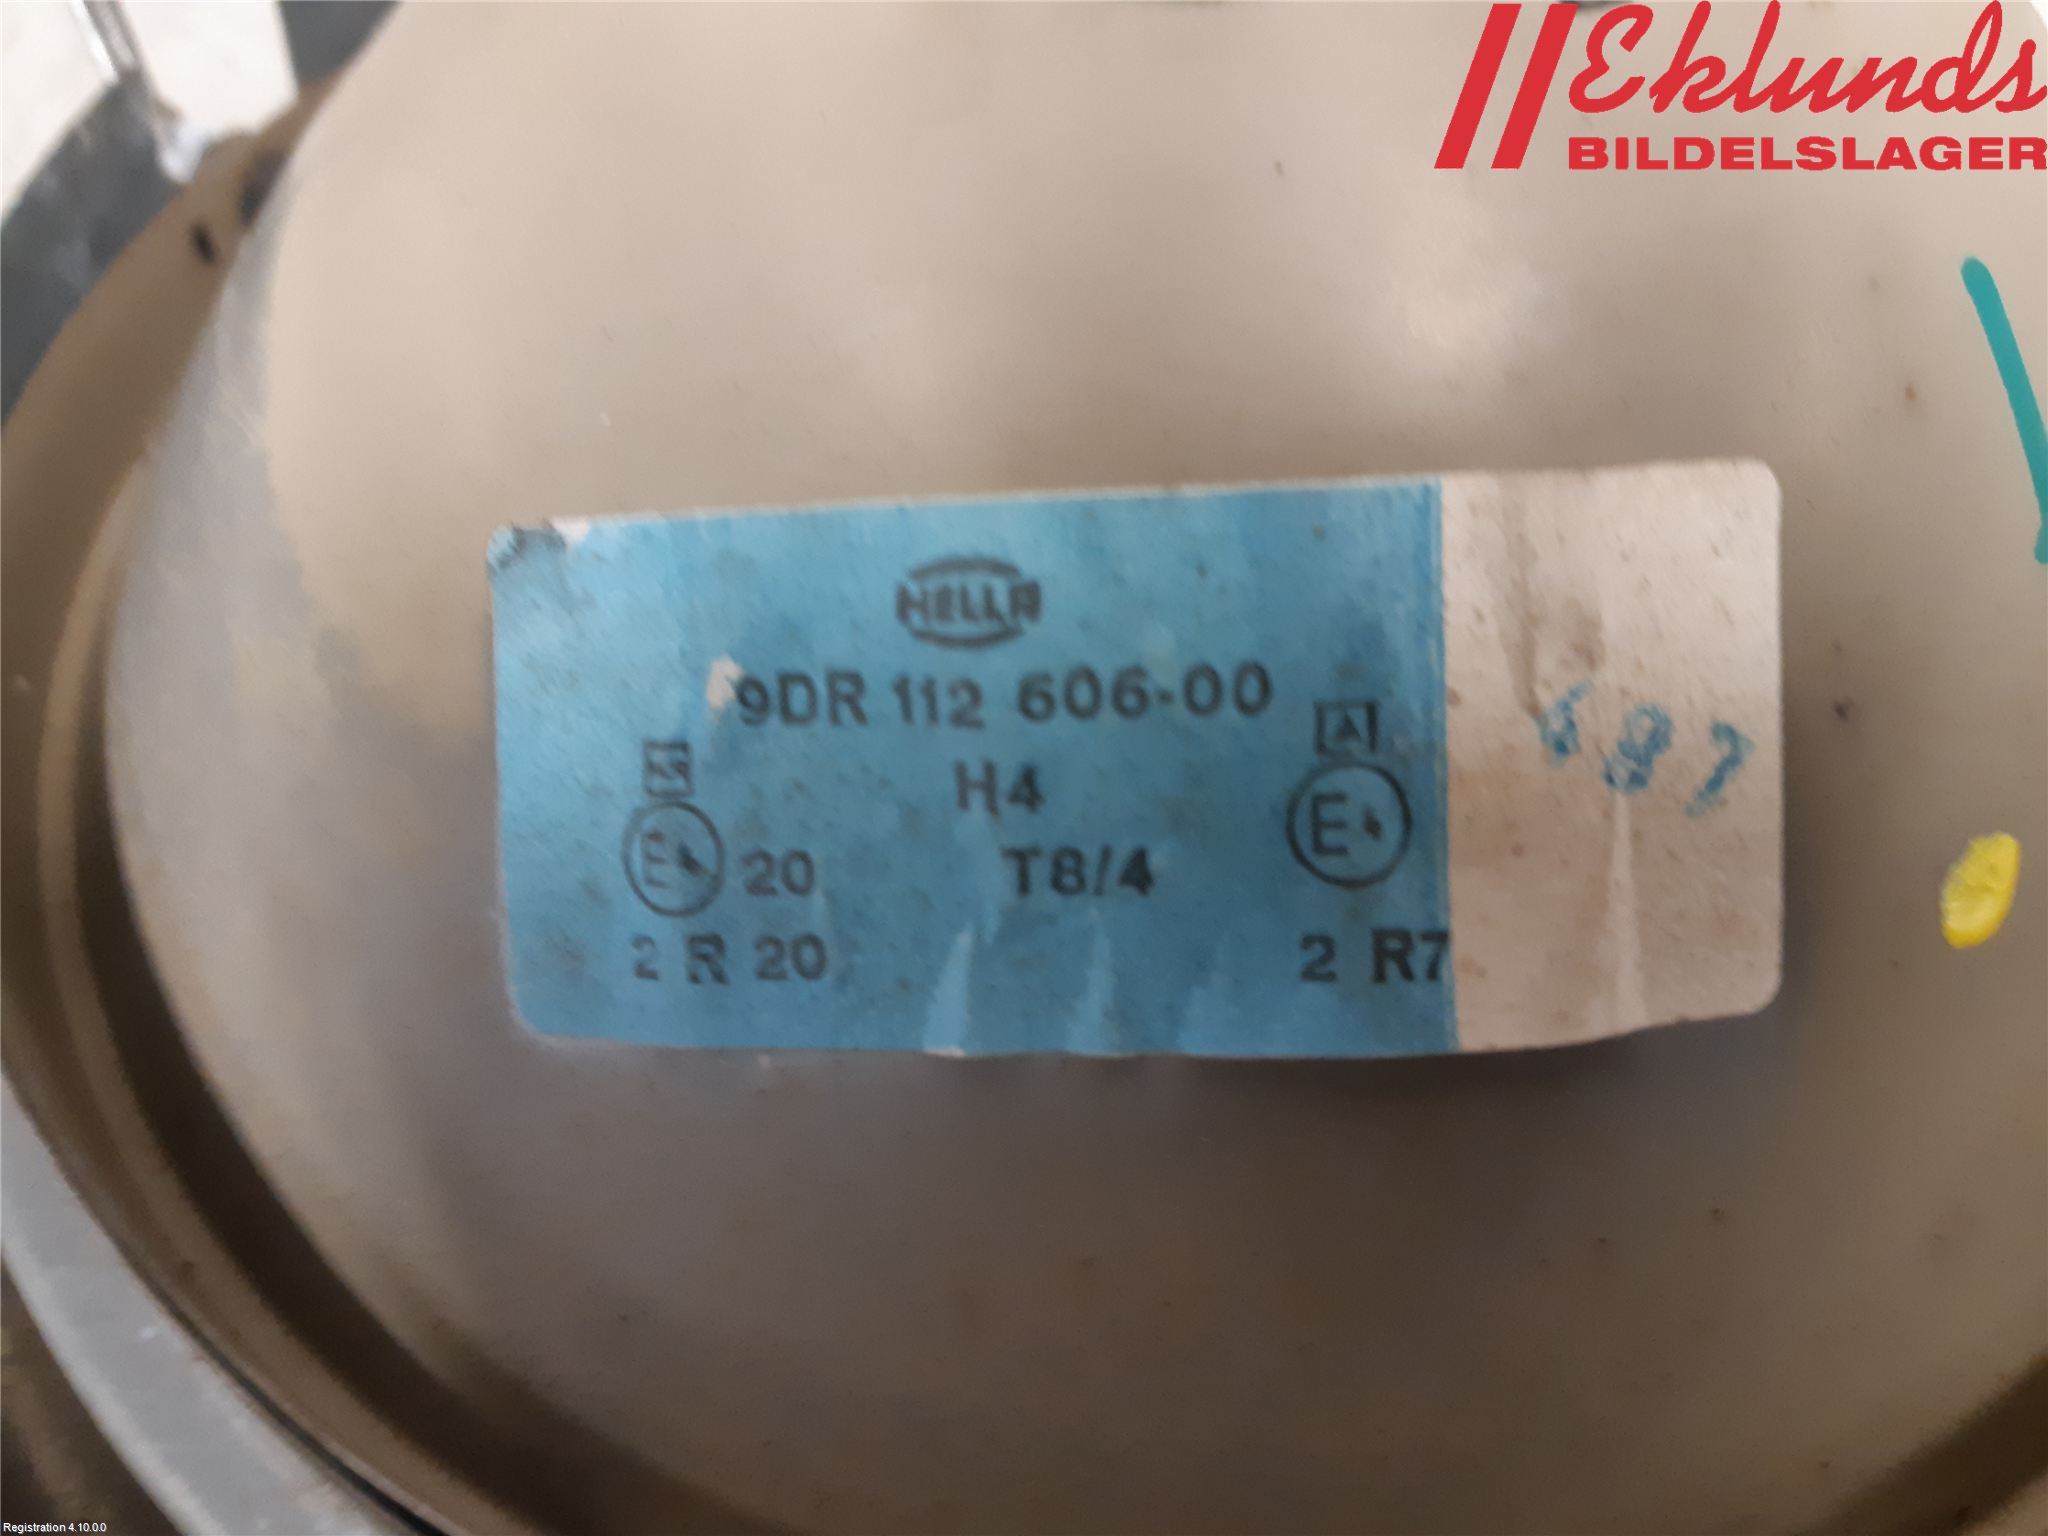 Eklunds
BILDELSLAGER
HELLA
9DR 112 606-00
A
H4
E4
20
T8/4
2 R 20
2 R7
687
Registration 4.10.0.0